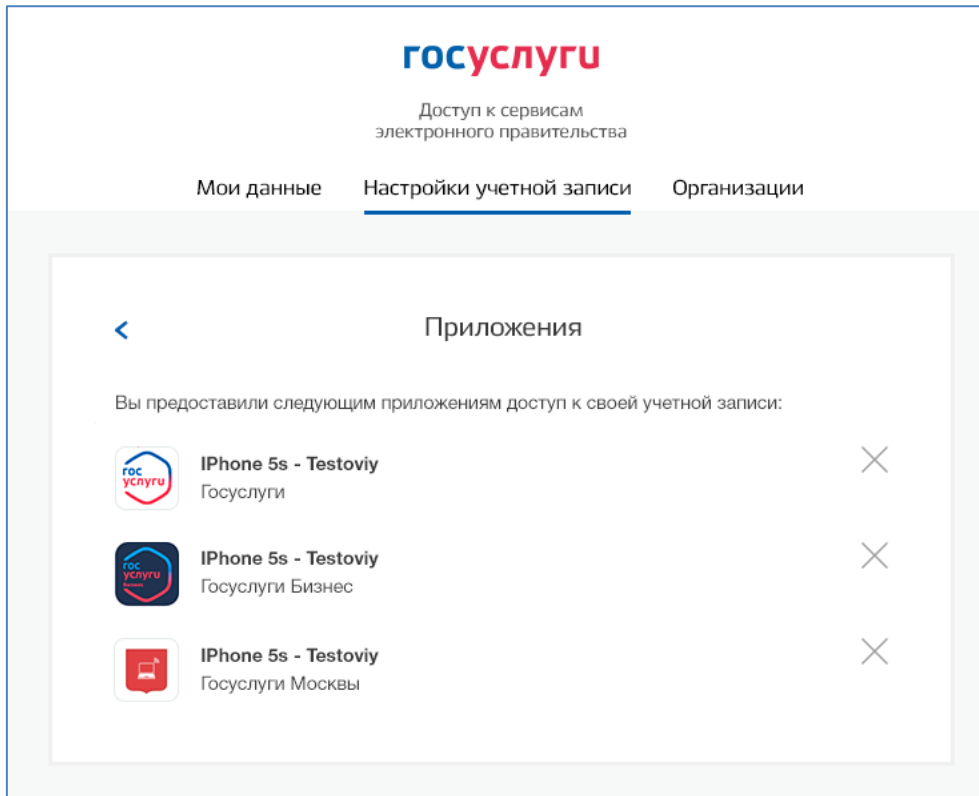 госуслуги
Доступ к сервисам
электронного правительства
Мои данные Настройки учетной записи Организации
Приложения
Вы предоставили следующим приложениям доступ к своей учетной записи:
гос
услуги
IPhone 5s - Testoviy
Госуслуги
гос
услуги
IPhone 5s - Testoviy
Госуслуги Бизнес
IPhone 5s - Testoviy
Госуслуги Москвы